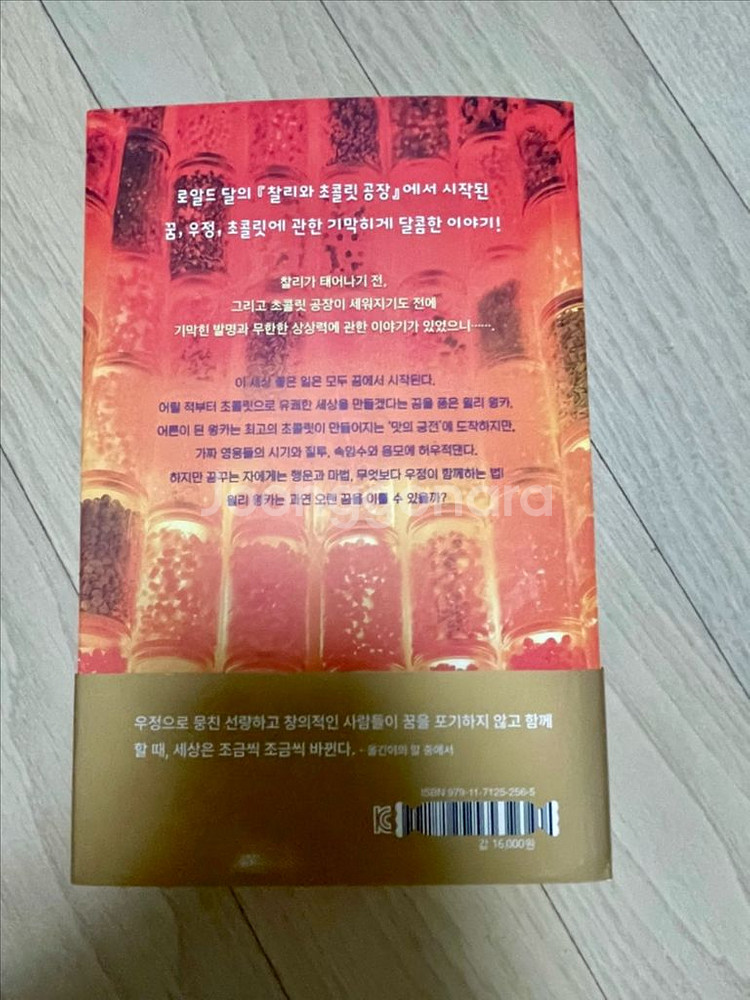 로알드 달의 『찰리와 초콜릿 공장』에서 시작된
꿈, 우정, 초콜릿에 관한 기막히게 달콤한 이야기!
찰리가 태어나기 전,
그리고 초콜릿 공장이 세워지기도 전에
기막힌 발명과 무한한 상상력에 관한 이야기가 있었으니…….
이 세상 좋은 일은 모두 꿈에서 시작된다.
어릴 적부터 초콜릿으로 유쾌한 세상을 만들겠다는 꿈을 품은 윌리 웡카.
어른이 된 웡카는 최고의 초콜릿이 만들어지는 '맛의 궁전'에 도착하지만,
가짜 영웅들의 시기와 질투, 속임수와 음모에 허우적댄다.
하지만 꿈꾸는 자에게는 행운과 마법, 무엇보다 우정이 함께하는 법!
윌리 웡카는 과연 오랜 꿈을 이룰 수 있을까?
Joonggonara
우정으로 뭉친 선량하고 창의적인 사람들이 꿈을 포기하지 않고 함께
할 때, 세상은 조금씩 조금씩 바뀐다. - 옮긴이의 말 중에서
ISBN 979-11-7125-256-5
값 16,000원